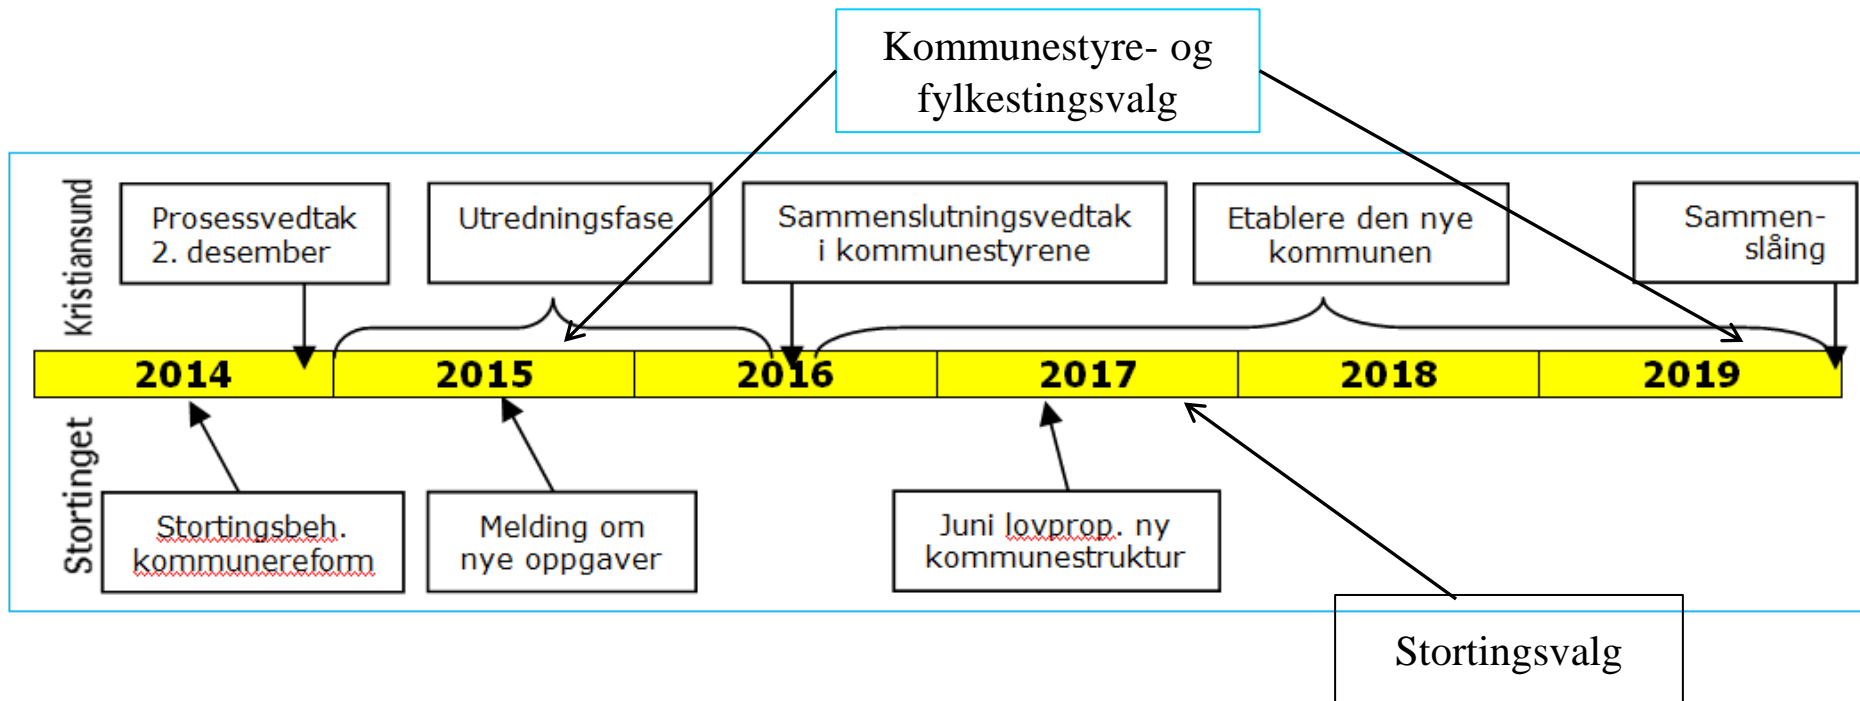 Kommunestyre- og
fylkestingsvalg
Kristiansund
Prosessvedtak
2. desember
Utredningsfase
Sammenslutningsvedtak
i kommunestyrene
Etablere den nye
kommunen
Sammen-
slåing
2014 2015 2016 2017 2018 2019
Stortinget
Stortingsbeh.
kommunereform
Melding om
nye oppgaver
Juni lovprop. ny
kommunestruktur
Stortingsvalg